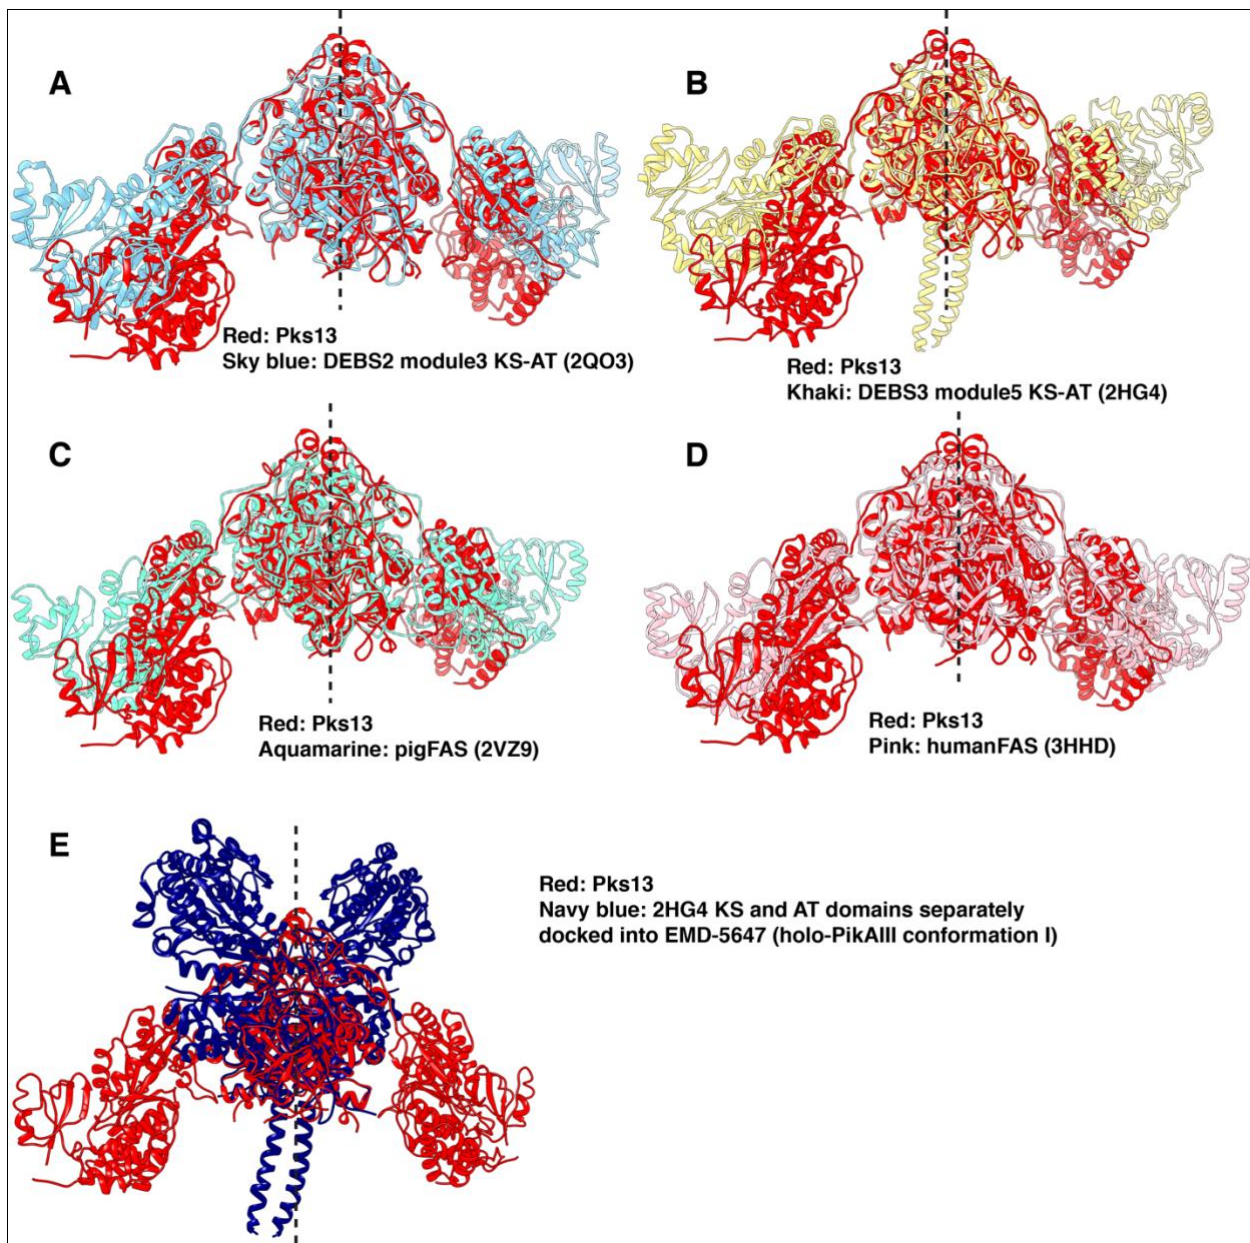 A
Red: Pks13
Sky blue: DEBS2 module3 KS-AT (2QO3)
B
Red: Pks13
Khaki: DEBS3 module5 KS-AT (2HG4)
C
Red: Pks13
Aquamarine: pigFAS (2VZ9)
D
Red: Pks13
Pink: humanFAS (3HHD)
E
Red: Pks13
Navy blue: 2HG4 KS and AT domains separately
docked into EMD-5647 (holo-PikAIII conformation I)